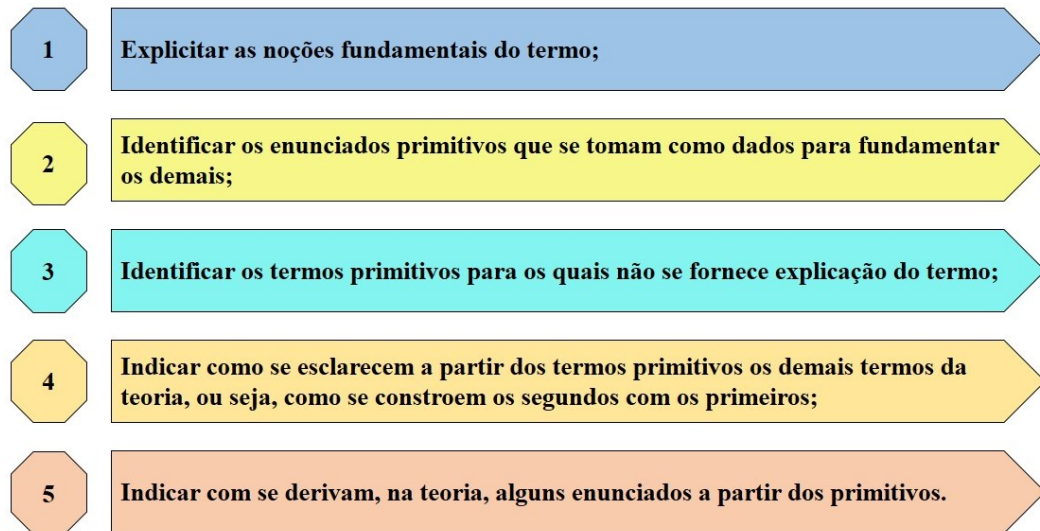 1
Explicitar as noções fundamentais do termo;
2
Identificar os enunciados primitivos que se tomam como dados para fundamentar
os demais;
3
Identificar os termos primitivos para os quais não se fornece explicação do termo;
4
Indicar como se esclarecem a partir dos termos primitivo os demais termos da
teoria, ou seja, como se constroem os segundos com os primeiros;
5
Indicar com se derivam, na teoria, alguns enunciados a partir dos primitivos.